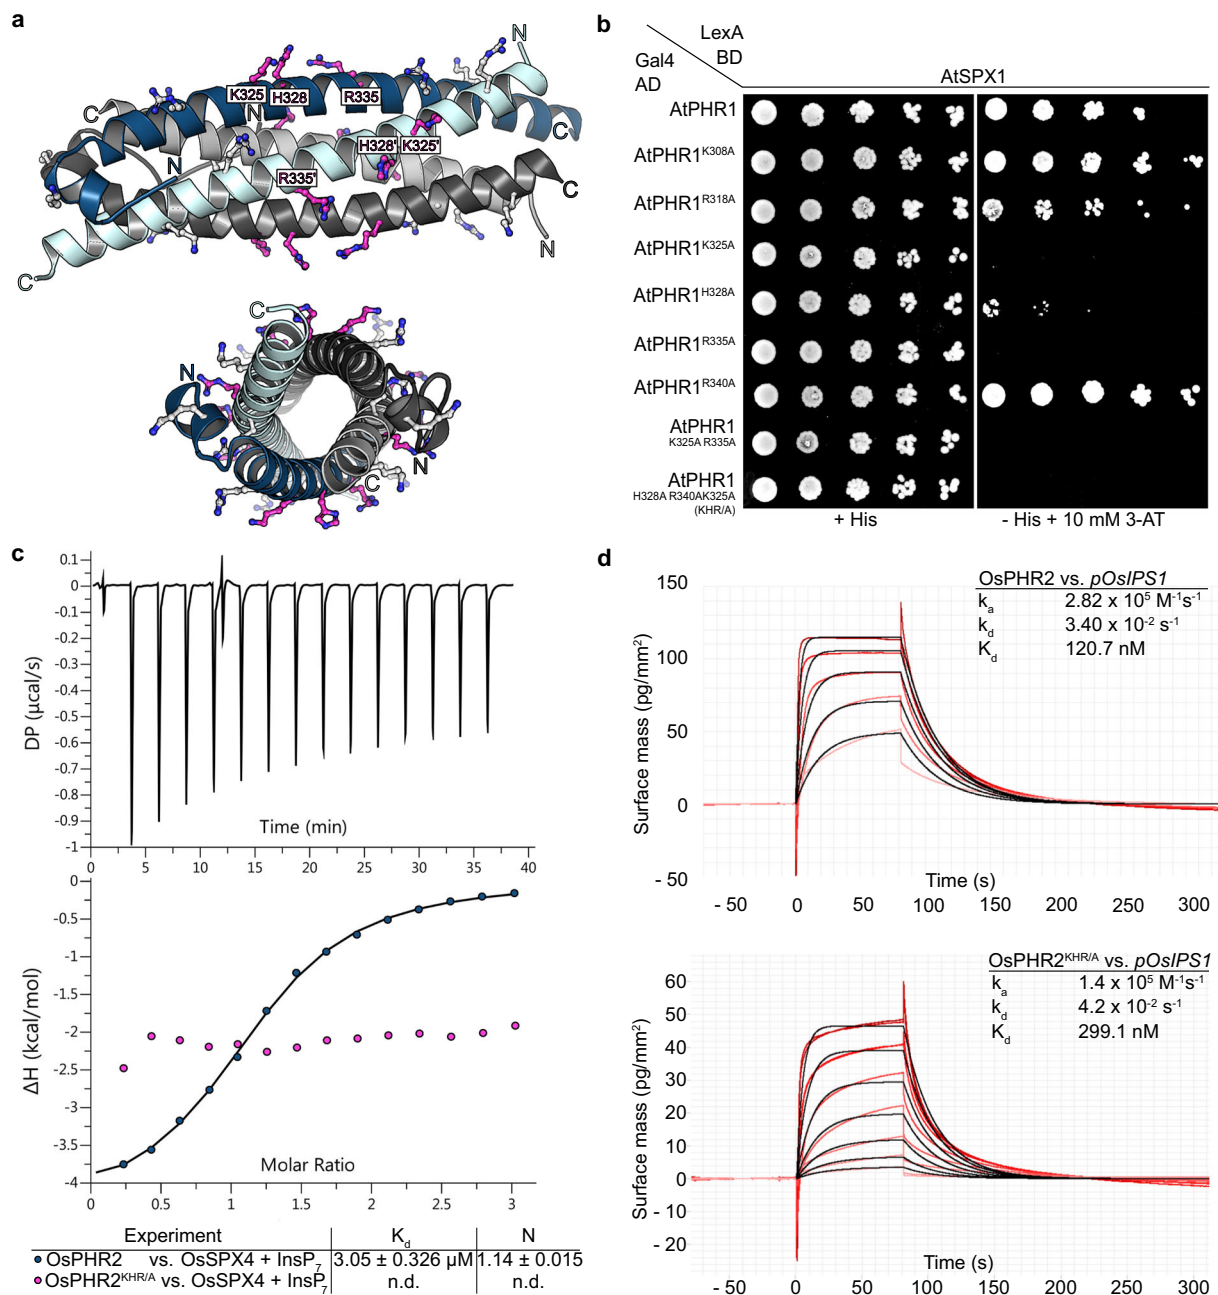 a
N
K325
H328
R335
C
N
H328'
K325'
C
N
R335'
C
N
C
C
N
N
C
b
LexA
BD
Gal4
AD
AtSPX1
AtPHR1
AtPHR1K308A
AtPHR1R318A
AtPHR1K325A
AtPHR1H328A
AtPHR1R335A
AtPHR1R340A
AtPHR1
K325A R335A
AtPHR1
H328A R340AK325A
(KHR/A)
+ His
- His + 10 mM 3-AT
c
0.1
0
-0.1
-0.2
-0.3
-0.4
-0.5
-0.6
-0.7
-0.8
-0.9
-1
DP (µcal/s)
Time (min)
0 5 10 15 20 25 30 35 40
0
-0.5
-1
-1.5
-2
-2.5
-3
-3.5
-4
ΔH (kcal/mol)
Molar Ratio
0 0.5 1 1.5 2 2.5 3
Experiment Kd N
OsPHR2 vs. OsSPX4 + InsP7 3.05 ± 0.326 µM 1.14 ± 0.015
OsPHR2KHR/A vs. OsSPX4 + InsP7 n.d. n.d.
d
OsPHR2 vs. pOsIPS1
ka 2.82 x 10⁵ M⁻¹s⁻¹
kd 3.40 x 10⁻² s⁻¹
Kd 120.7 nM
150
100
50
0
- 50
Surface mass (pg/mm²)
Time (s)
- 50 0 50 100 150 200 250 300
OsPHR2KHR/A vs. pOsIPS1
ka 1.4 x 10⁵ M⁻¹s⁻¹
kd 4.2 x 10⁻² s⁻¹
Kd 299.1 nM
60
50
40
30
20
10
0
- 10
- 20
Surface mass (pg/mm²)
Time (s)
- 50 0 50 100 150 200 250 300